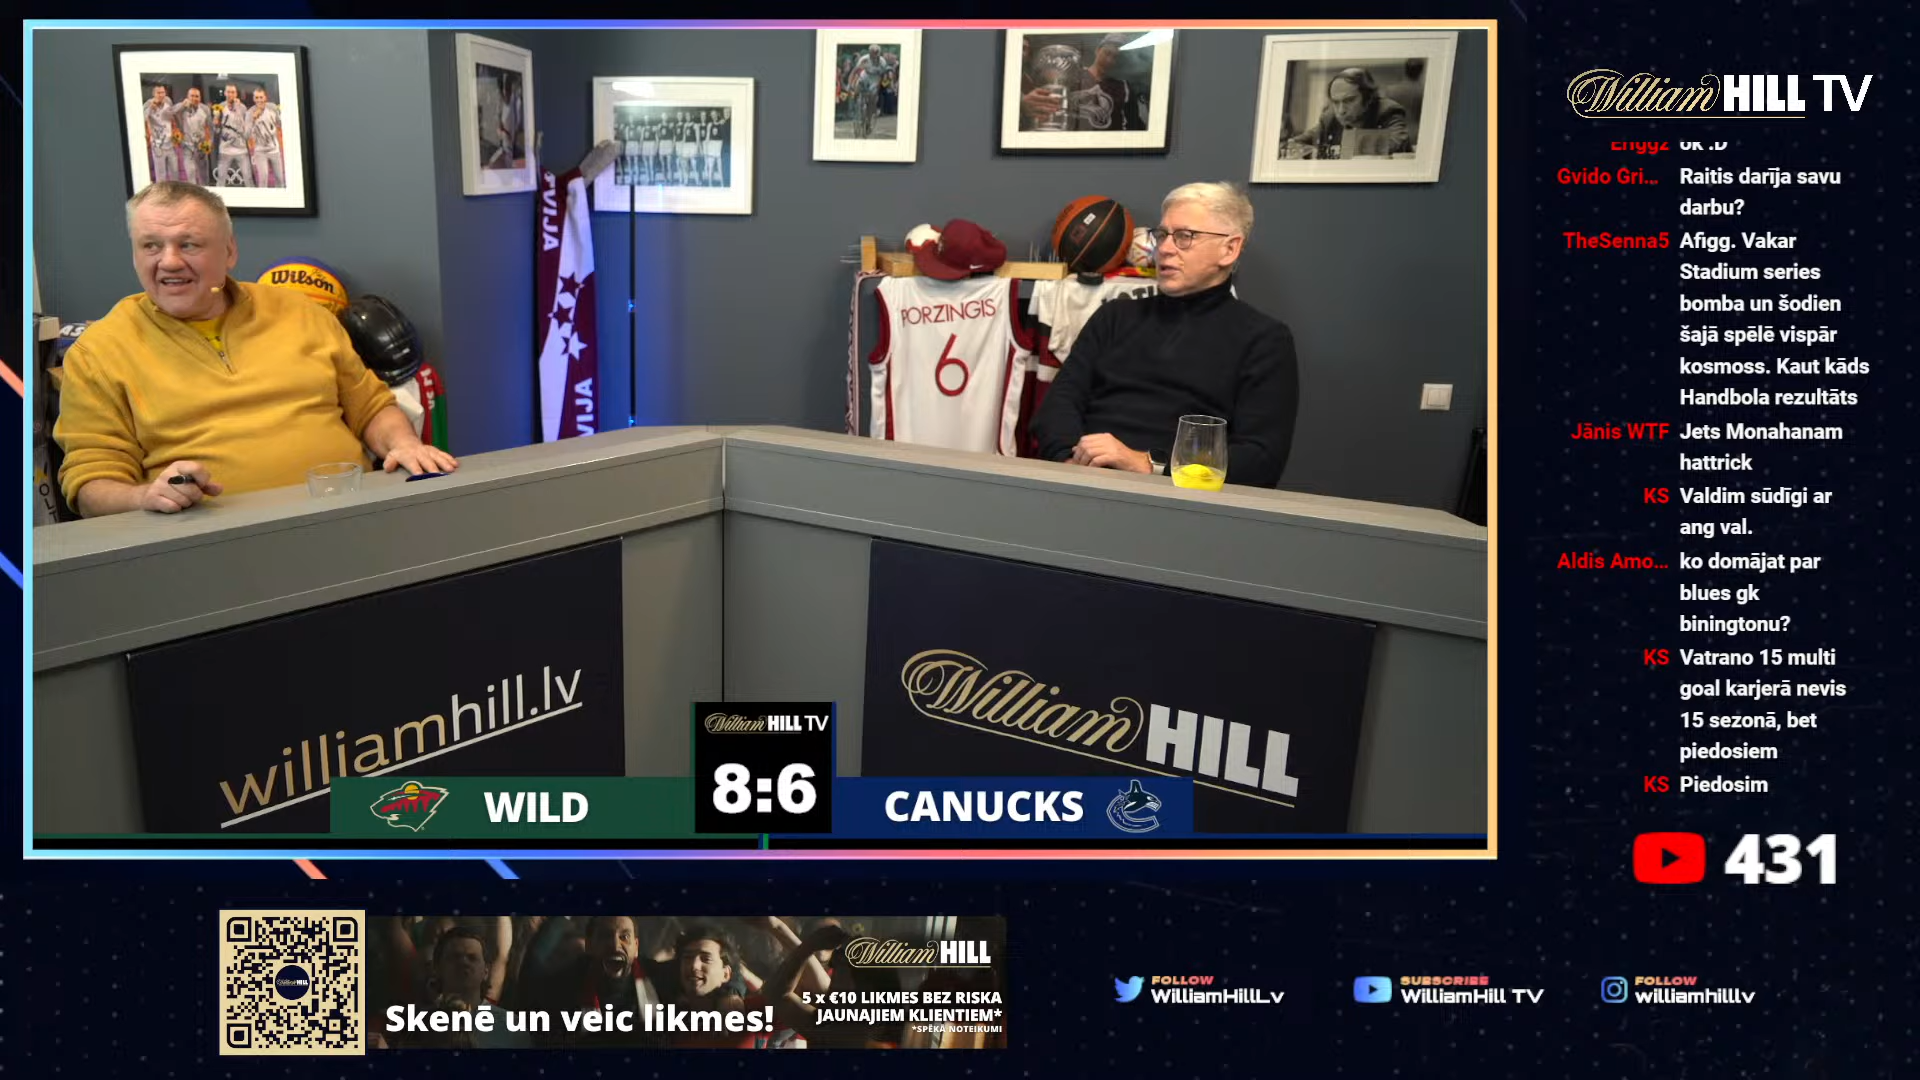 William HILL TV
ok :D
Gvido Gri... Raitis darīja savu
darbu?
TheSenna5 Afigg. Vakar
Stadium series
bomba un šodien
šajā spēlē vispār
kosmoss. Kaut kāds
Handbola rezultāts
Jānis WTF Jets Monahanam
hattrick
KS Valdim sūdīgi ar
ang val.
Aldis Amo... ko domājat par
blues gk
biningtonu?
KS Vatrano 15 multi
goal karjerā nevis
15 sezonā, bet
piedosiem
KS Piedosim
431
Wilson
VIJA
VIJA
PORZINGIS
6
williamhill.lv
William HILL
William HILL TV
WILD
8:6
CANUCKS
William HILL
Skenē un veic likmes!
5 x €10 LIKMES BEZ RISKA
JAUNAJIEM KLIENTIEM*
*SPĒKĀ NOTEIKUMI
FOLLOW
WilliamHillLv
SUBSCRIBE
WilliamHill TV
FOLLOW
williamhilllv